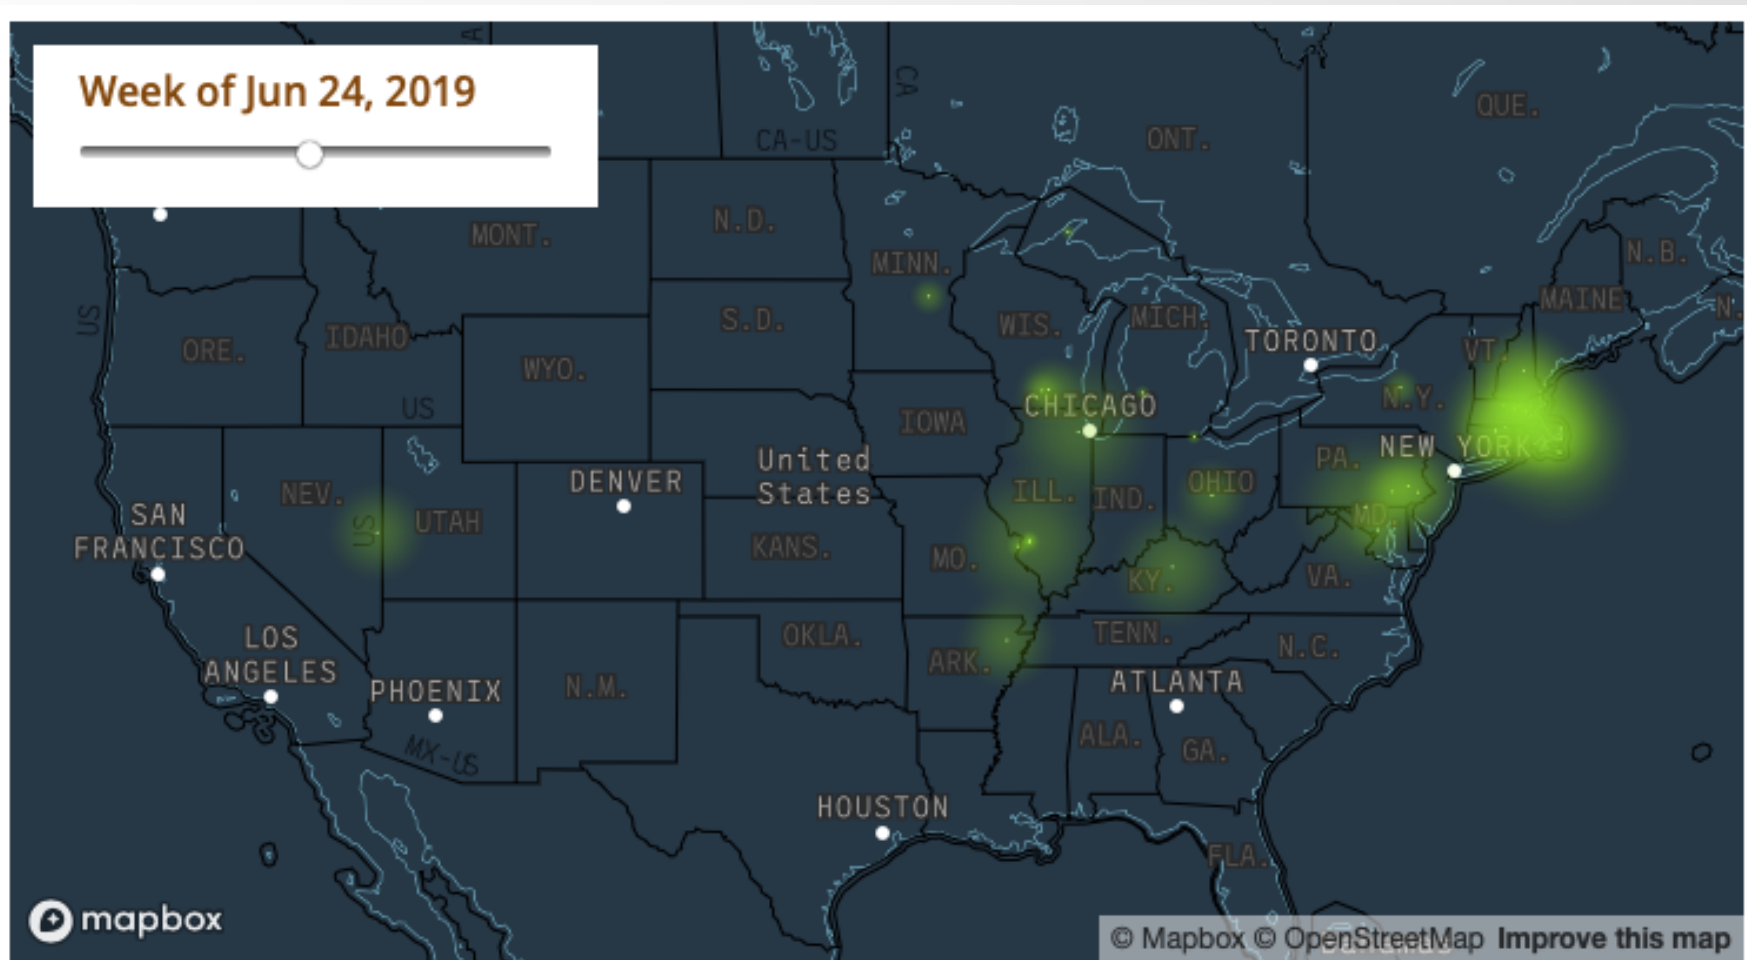 Week of Jun 24, 2019
CA
QUE.
CA-US
ONT.
MONT.
N.D.
N.B.
MINN.
MAINE
N.
US
S.D.
WIS.
MICH.
ORE.
IDAHO
TORONTO
VT.
WYO.
US
CHICAGO
N.Y.
IOWA
NEW YORK
United
States
PA.
DENVER
NEV.
ILL.
IND.
OHIO
SAN
FRANCISCO
US
UTAH
MD.
KANS.
MO.
KY.
VA.
LOS
ANGELES
OKLA.
TENN.
N.C.
ARK.
PHOENIX
N.M.
ATLANTA
MX-US
ALA.
GA.
HOUSTON
FLA.
mapbox
© Mapbox © OpenStreetMap Improve this map